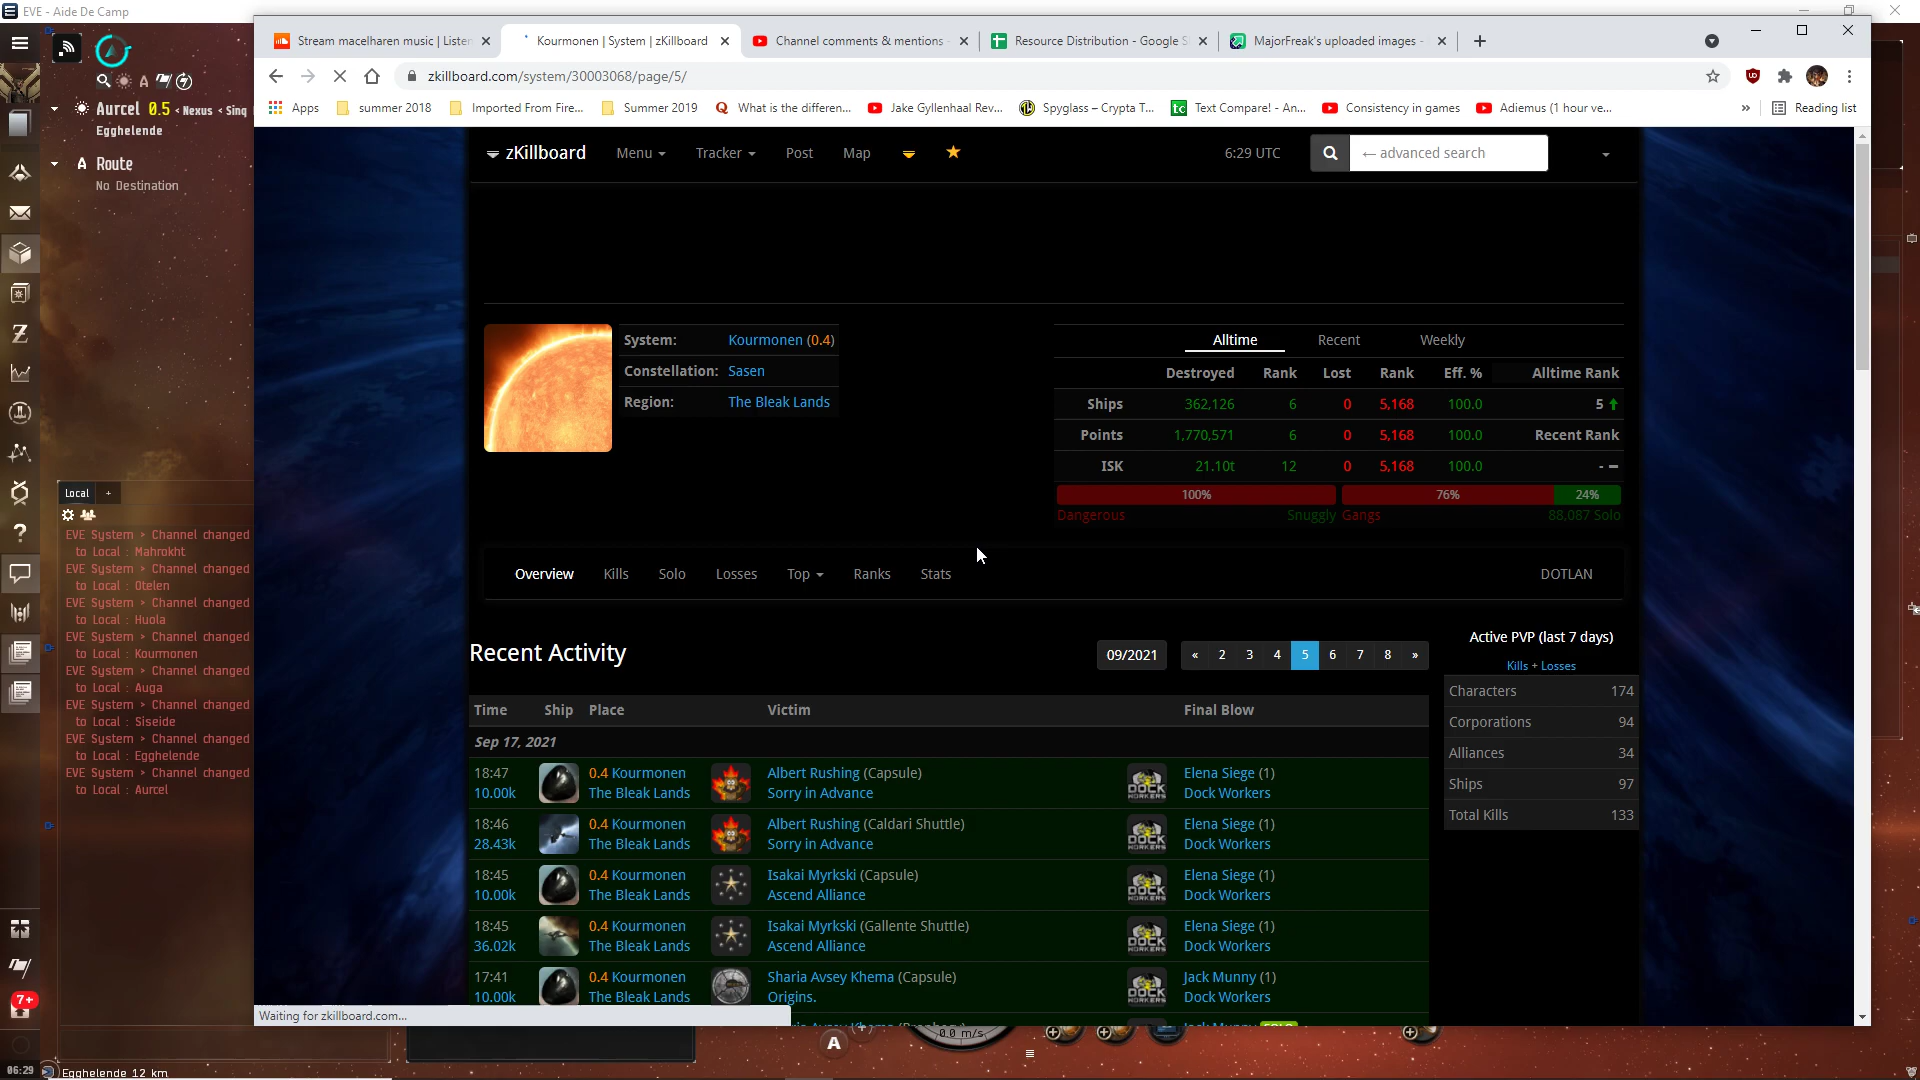 EVE - Aide De Camp
Stream macelharen music | Listen
Kourmonen | System | zKillboard
Channel comments & mentions -
Resource Distribution - Google S
MajorFreak's uploaded images -
zkillboard.com/system/30003068/page/5/
Apps
summer 2018
Imported From Fire...
Summer 2019
What is the differen...
Jake Gyllenhaal Rev...
Spyglass – Crypta T...
Text Compare! - An...
Consistency in games
Adiemus (1 hour ve...
»
Reading list
Aurcel 0.5 < Nexus < Sinq
Egghelende
A Route
No Destination
zKillboard
Menu
Tracker
Post
Map
6:29 UTC
←advanced search
System: Kourmonen (0.4)
Constellation: Sasen
Region: The Bleak Lands
Alltime Recent Weekly
Destroyed Rank Lost Rank Eff. % Alltime Rank
Ships 362,126 6 0 5,168 100.0 5
Points 1,770,571 6 0 5,168 100.0 Recent Rank
ISK 21.10t 12 0 5,168 100.0 -
100% 76% 24%
Dangerous Snuggly Gangs 88,087 Solo
Overview Kills Solo Losses Top Ranks Stats DOTLAN
Recent Activity
09/2021
« 2 3 4 5 6 7 8 »
Time Ship Place Victim Final Blow
Sep 17, 2021
18:47 0.4 Kourmonen Albert Rushing (Capsule) Elena Siege (1)
10.00k The Bleak Lands Sorry in Advance DOCK WORKERS Dock Workers
18:46 0.4 Kourmonen Albert Rushing (Caldari Shuttle) Elena Siege (1)
28.43k The Bleak Lands Sorry in Advance DOCK WORKERS Dock Workers
18:45 0.4 Kourmonen Isakai Myrkski (Capsule) Elena Siege (1)
10.00k The Bleak Lands Ascend Alliance DOCK WORKERS Dock Workers
18:45 0.4 Kourmonen Isakai Myrkski (Gallente Shuttle) Elena Siege (1)
36.02k The Bleak Lands Ascend Alliance DOCK WORKERS Dock Workers
17:41 0.4 Kourmonen Sharia Avsey Khema (Capsule) Jack Munny (1)
10.00k The Bleak Lands Origins. DOCK WORKERS Dock Workers
Active PVP (last 7 days)
Kills + Losses
Characters 174
Corporations 94
Alliances 34
Ships 97
Total Kills 133
Local +
EVE System > Channel changed
to Local : Mahrokht
EVE System > Channel changed
to Local : Otelen
EVE System > Channel changed
to Local : Huola
EVE System > Channel changed
to Local : Kourmonen
EVE System > Channel changed
to Local : Auga
EVE System > Channel changed
to Local : Siseide
EVE System > Channel changed
to Local : Egghelende
EVE System > Channel changed
to Local : Aurcel
7+
Waiting for zkillboard.com...
0.0 m/s
A
06:29
Egghelende 12 km